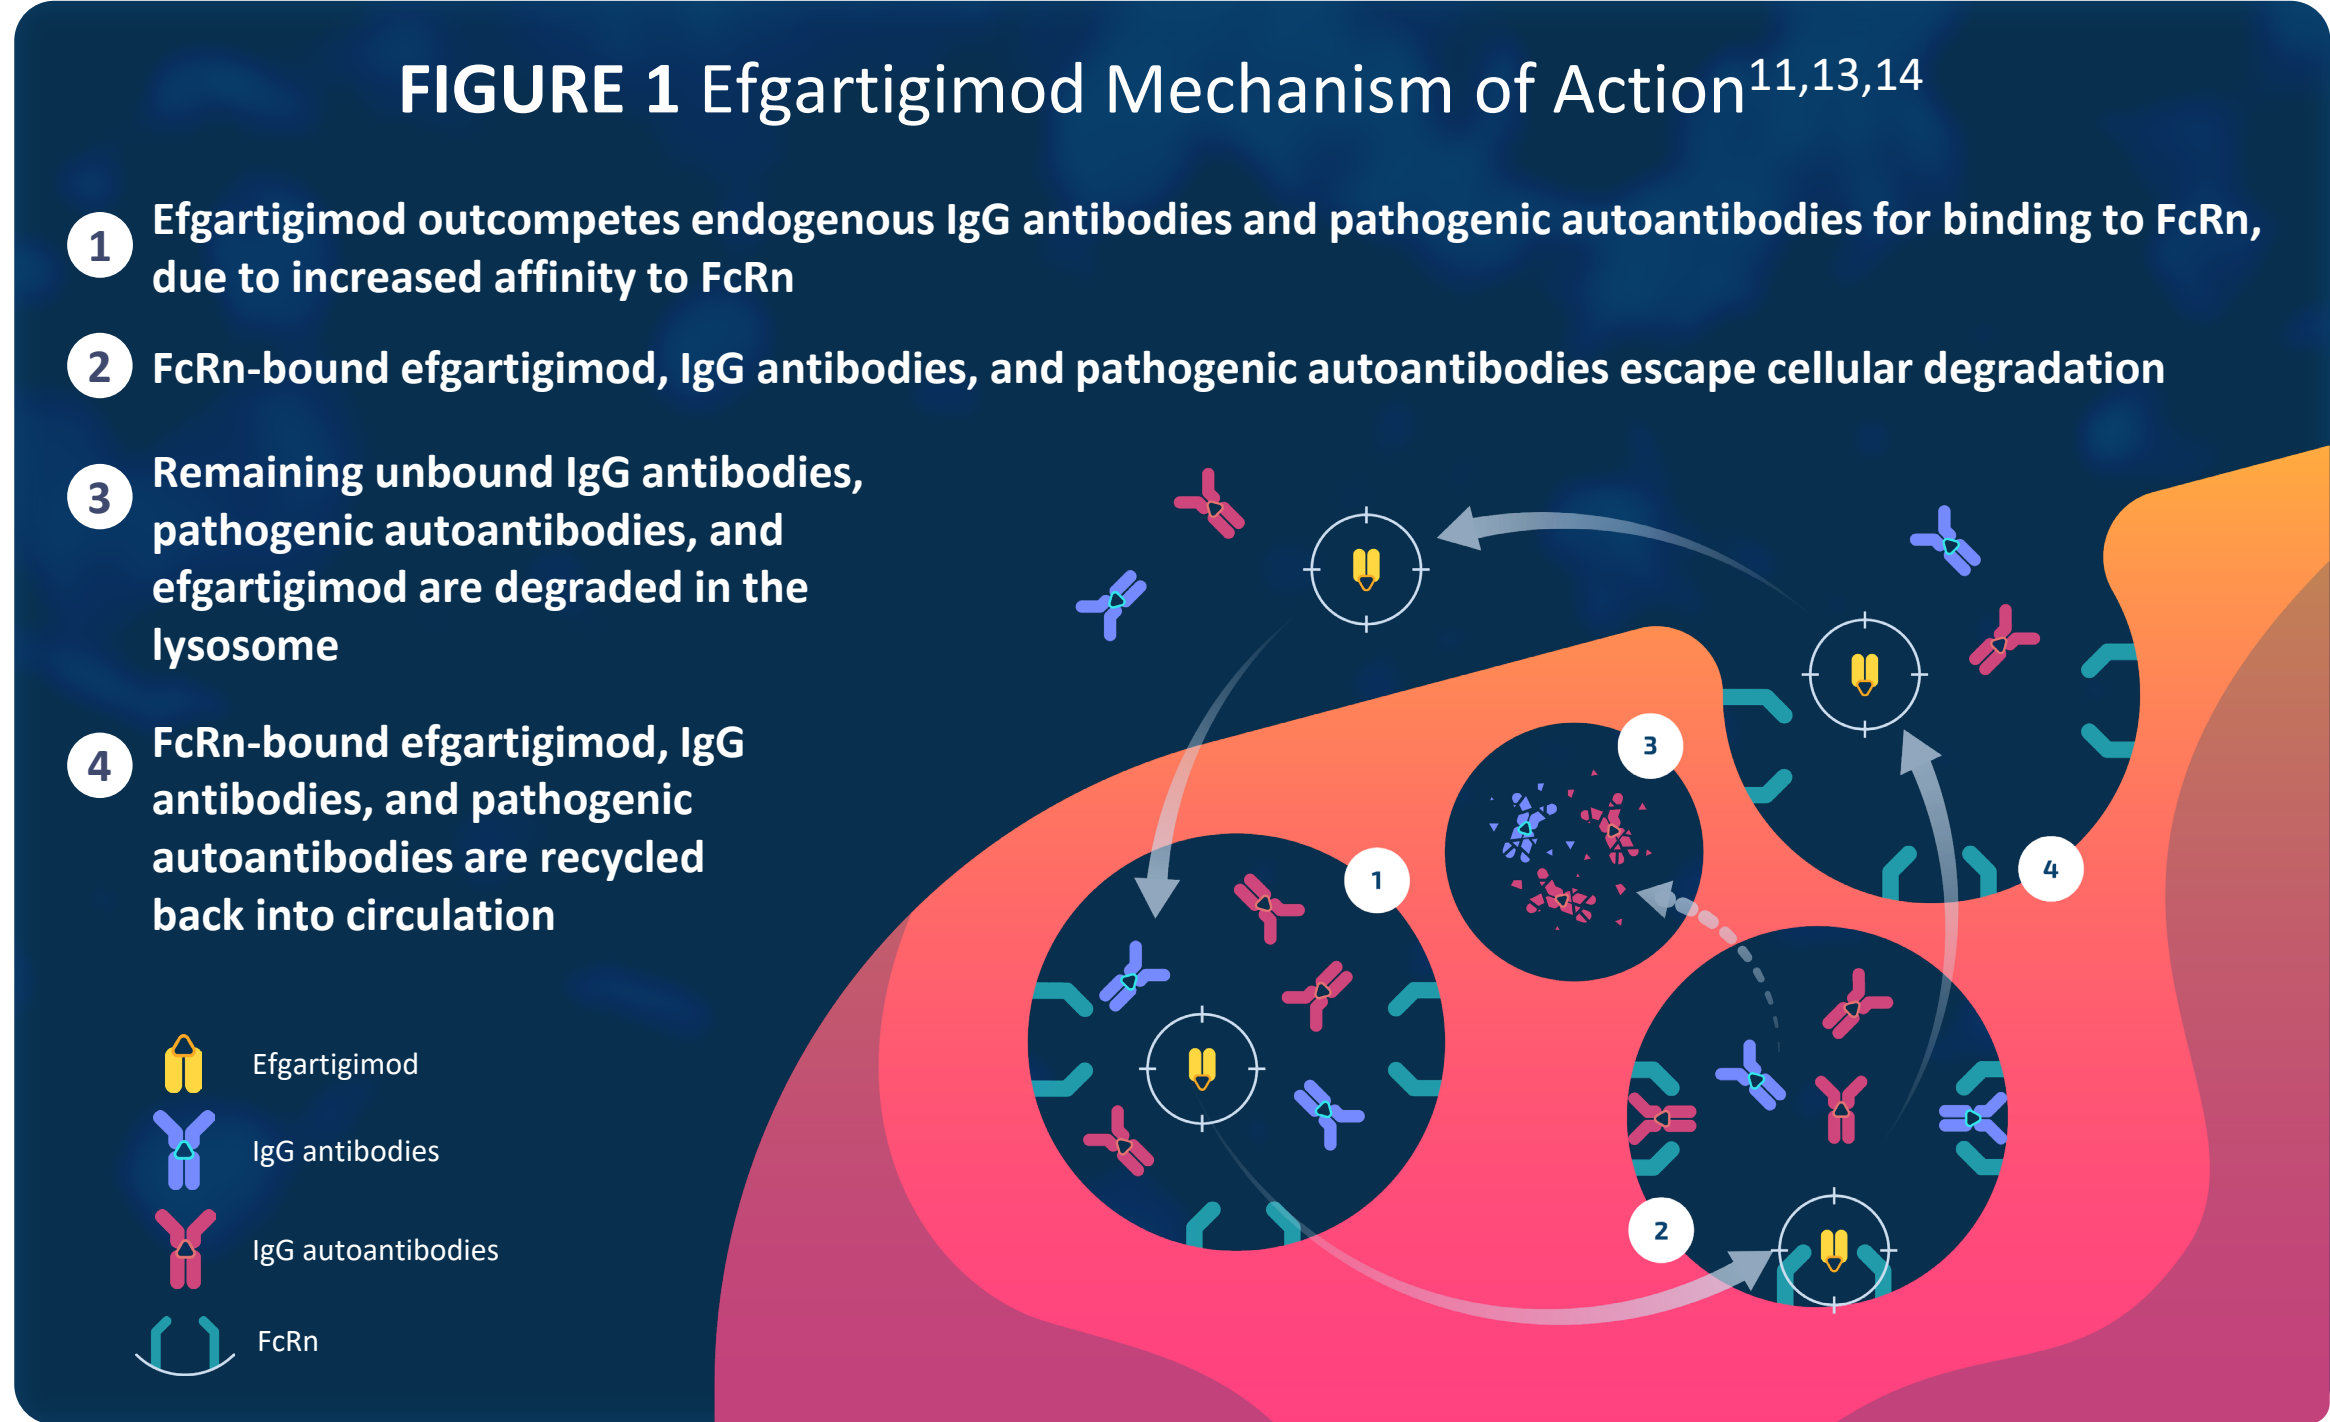 FIGURE 1 Efgartigimod Mechanism of Action11,13,14
1
Efgartigimod outcompetes endogenous IgG antibodies and pathogenic autoantibodies for binding to FcRn,
due to increased affinity to FcRn
2
FcRn-bound efgartigimod, IgG antibodies, and pathogenic autoantibodies escape cellular degradation
3
Remaining unbound IgG antibodies,
pathogenic autoantibodies, and
efgartigimod are degraded in the
lysosome
4
FcRn-bound efgartigimod, IgG
antibodies, and pathogenic
autoantibodies are recycled
back into circulation
Efgartigimod
IgG antibodies
IgG autoantibodies
FcRn
3
1
4
2